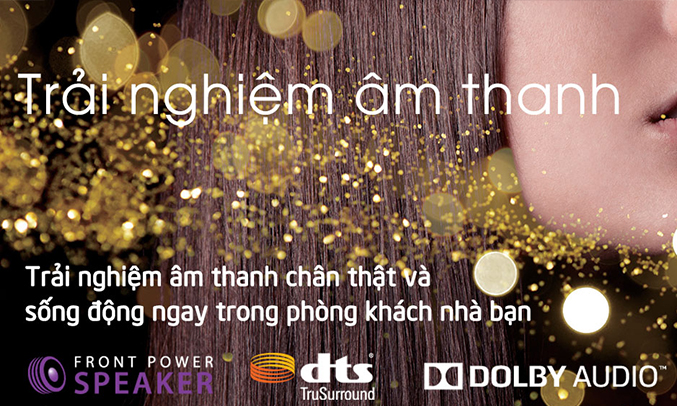 Trải nghiệm âm thanh
Trải nghiệm âm thanh chân thật và
sống động ngay trong phòng khách nhà bạn
FRONT POWER
SPEAKER
dts®
TruSurround
DOLBY AUDIO™